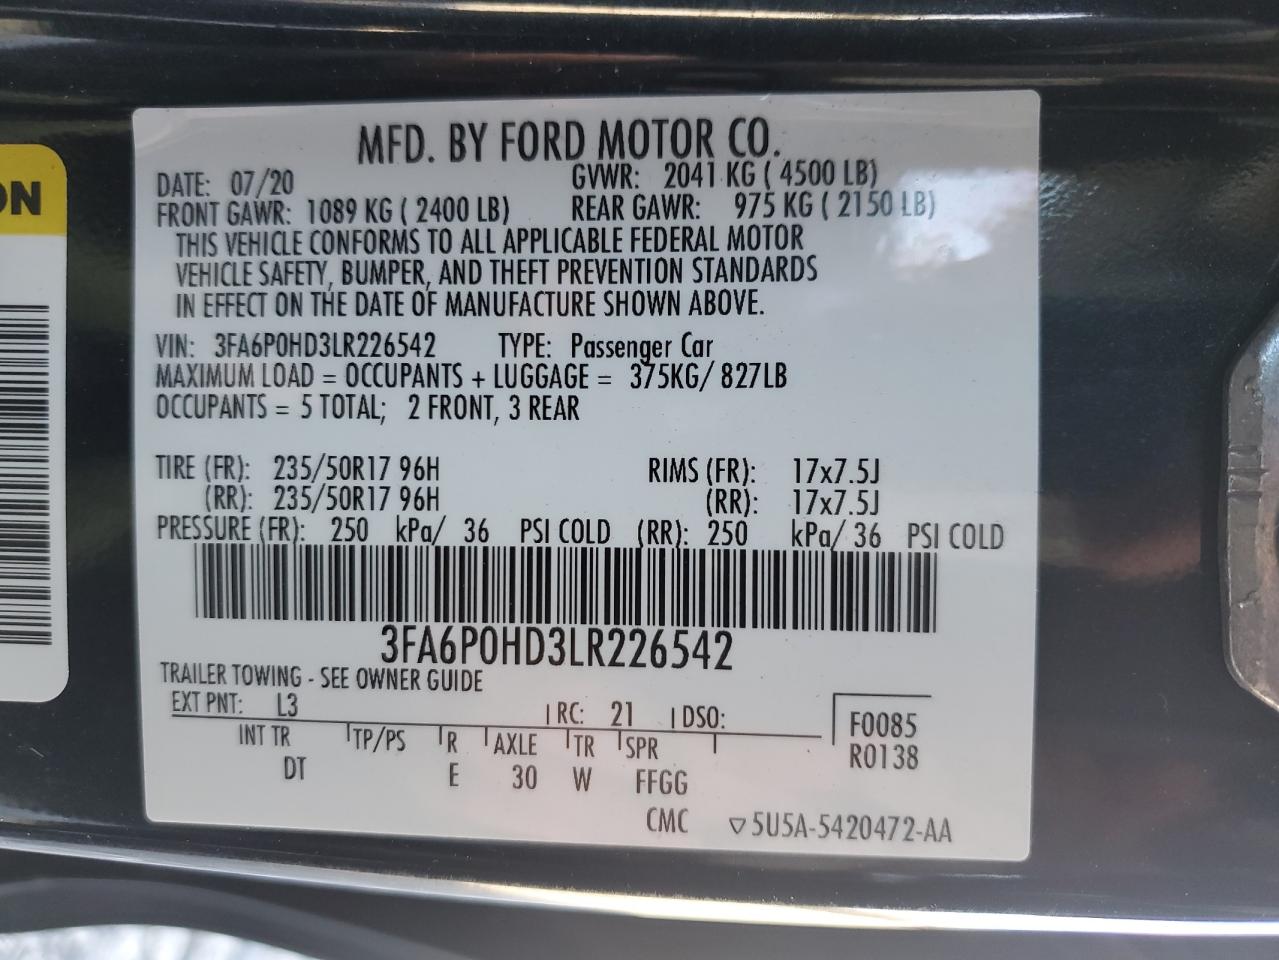 MFD. BY FORD MOTOR CO.
DATE: 07/20 GVWR: 2041 KG ( 4500 LB)
FRONT GAWR: 1089 KG ( 2400 LB) REAR GAWR: 975 KG ( 2150 LB)
THIS VEHICLE CONFORMS TO ALL APPLICABLE FEDERAL MOTOR
VEHICLE SAFETY, BUMPER, AND THEFT PREVENTION STANDARDS
IN EFFECT ON THE DATE OF MANUFACTURE SHOWN ABOVE.
VIN: 3FA6P0HD3LR226542 TYPE: Passenger Car
MAXIMUM LOAD = OCCUPANTS + LUGGAGE = 375KG/ 827LB
OCCUPANTS = 5 TOTAL; 2 FRONT, 3 REAR
TIRE (FR): 235/50R17 96H RIMS (FR): 17x7.5J
(RR): 235/50R17 96H (RR): 17x7.5J
PRESSURE (FR): 250 kPa/ 36 PSI COLD (RR): 250 kPa/ 36 PSI COLD
3FA6P0HD3LR226542
TRAILER TOWING - SEE OWNER GUIDE
EXT PNT: L3 RC: 21 DSO: F0085
INT TR TP/PS R AXLE TR SPR R0138
DT E 30 W FFGG
CMC ▽5U5A-5420472-AA
ON